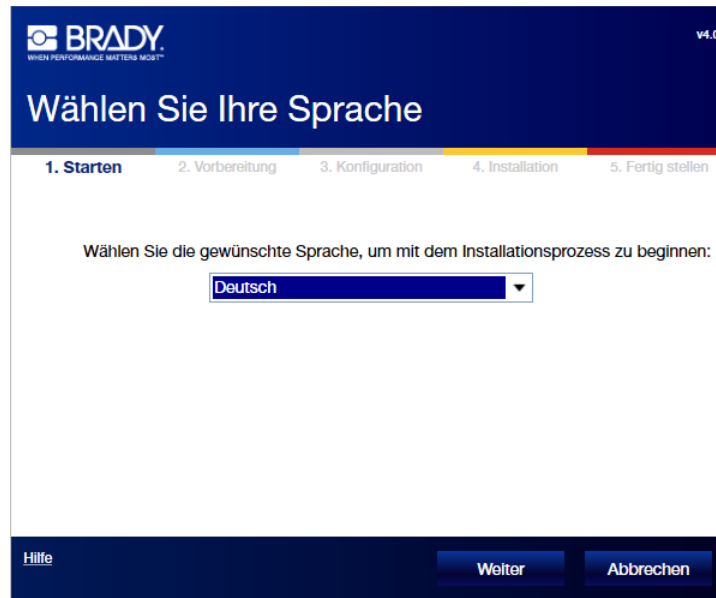 BRADY.
WHEN PERFORMANCE MATTERS MOST™
v4.0
Wählen Sie Ihre Sprache
1. Starten 2. Vorbereitung 3. Konfiguration 4. Installation 5. Fertig stellen
Wählen Sie die gewünschte Sprache, um mit dem Installationsprozess zu beginnen:
Deutsch
Hilfe Weiter Abbrechen